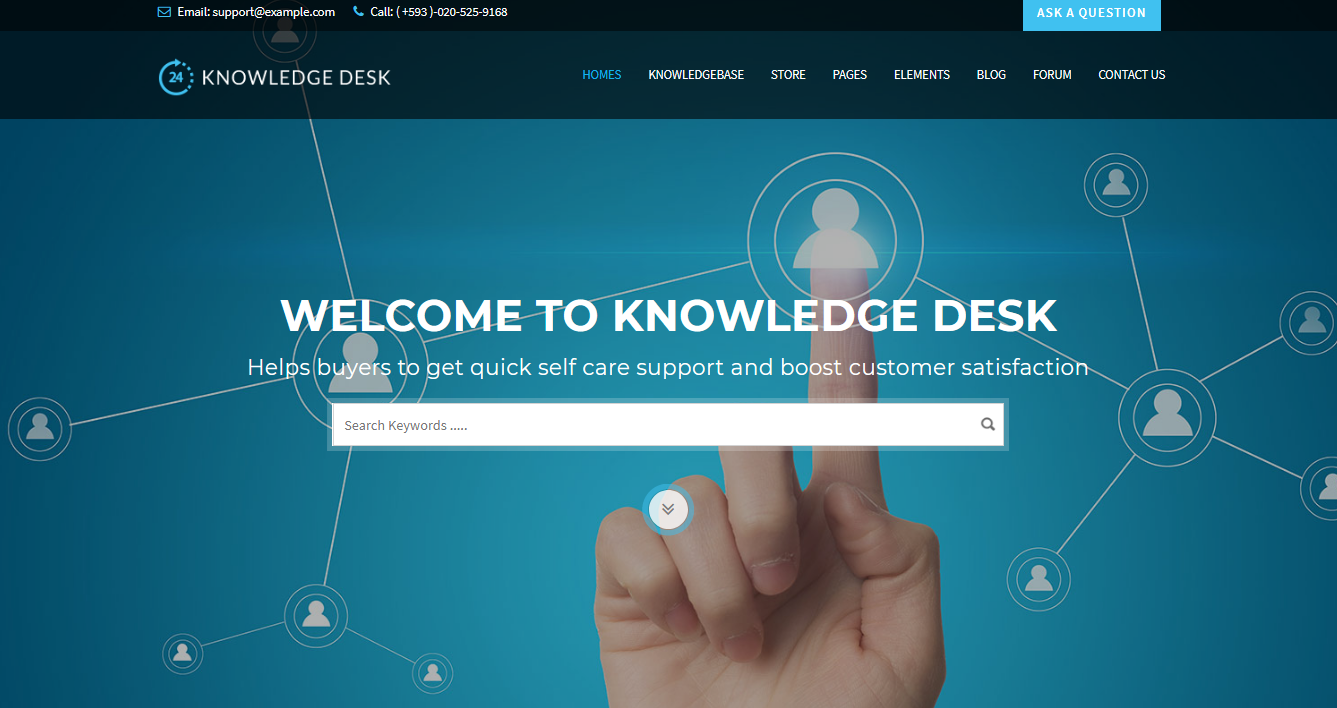 Email: support@example.com Call: ( +593 )-020-525-9168 ASK A QUESTION
24 KNOWLEDGE DESK HOMES KNOWLEDGEBASE STORE PAGES ELEMENTS BLOG FORUM CONTACT US
WELCOME TO KNOWLEDGE DESK
Helps buyers to get quick self care support and boost customer satisfaction
Search Keywords .....